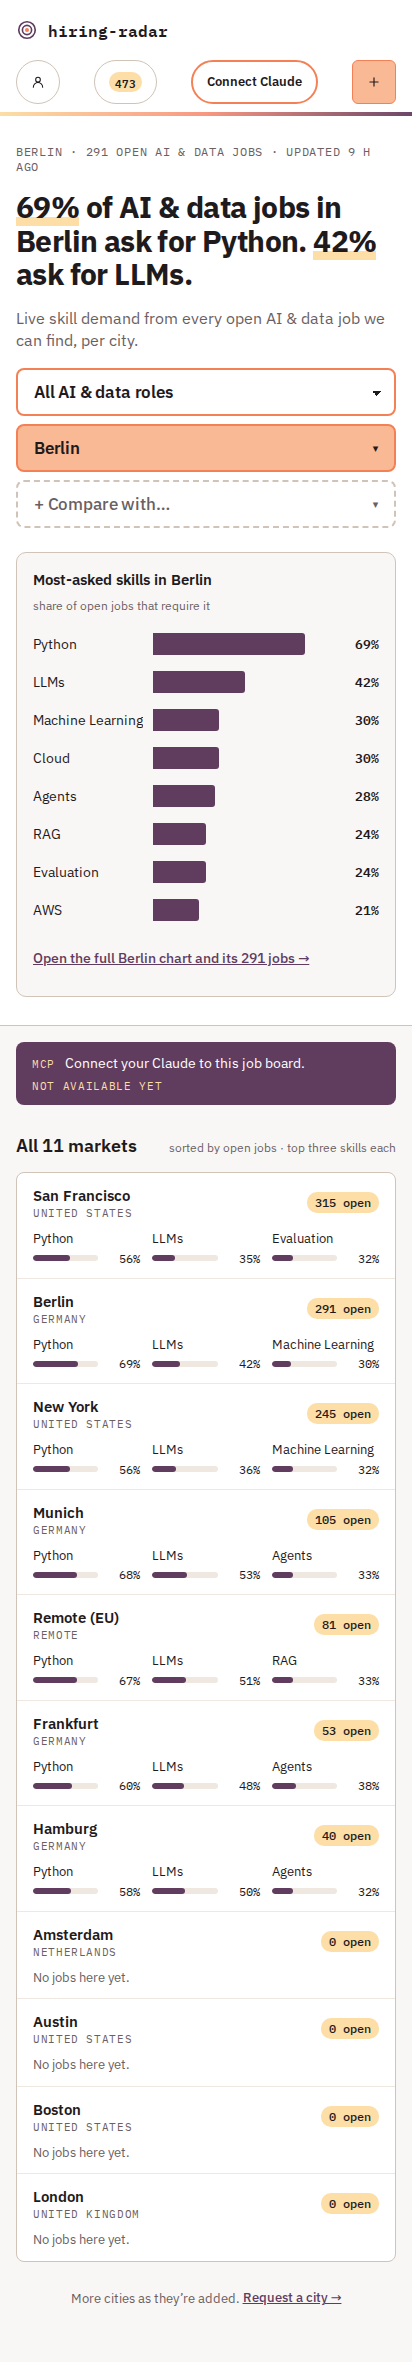 hiring-radar
473
Connect Claude
+
BERLIN · 291 OPEN AI & DATA JOBS · UPDATED 9 H
AGO
69% of AI & data jobs in
Berlin ask for Python. 42%
ask for LLMs.
Live skill demand from every open AI & data job we
can find, per city.
All AI & data roles
Berlin
+ Compare with...
Most-asked skills in Berlin
share of open jobs that require it
Python 69%
LLMs 42%
Machine Learning 30%
Cloud 30%
Agents 28%
RAG 24%
Evaluation 24%
AWS 21%
Open the full Berlin chart and its 291 jobs →
MCP Connect your Claude to this job board.
NOT AVAILABLE YET
All 11 markets sorted by open jobs · top three skills each
San Francisco 315 open
UNITED STATES
Python LLMs Evaluation
56% 35% 32%
Berlin 291 open
GERMANY
Python LLMs Machine Learning
69% 42% 30%
New York 245 open
UNITED STATES
Python LLMs Machine Learning
56% 36% 32%
Munich 105 open
GERMANY
Python LLMs Agents
68% 53% 33%
Remote (EU) 81 open
REMOTE
Python LLMs RAG
67% 51% 33%
Frankfurt 53 open
GERMANY
Python LLMs Agents
60% 48% 38%
Hamburg 40 open
GERMANY
Python LLMs Agents
58% 50% 32%
Amsterdam 0 open
NETHERLANDS
No jobs here yet.
Austin 0 open
UNITED STATES
No jobs here yet.
Boston 0 open
UNITED STATES
No jobs here yet.
London 0 open
UNITED KINGDOM
No jobs here yet.
More cities as they're added. Request a city →